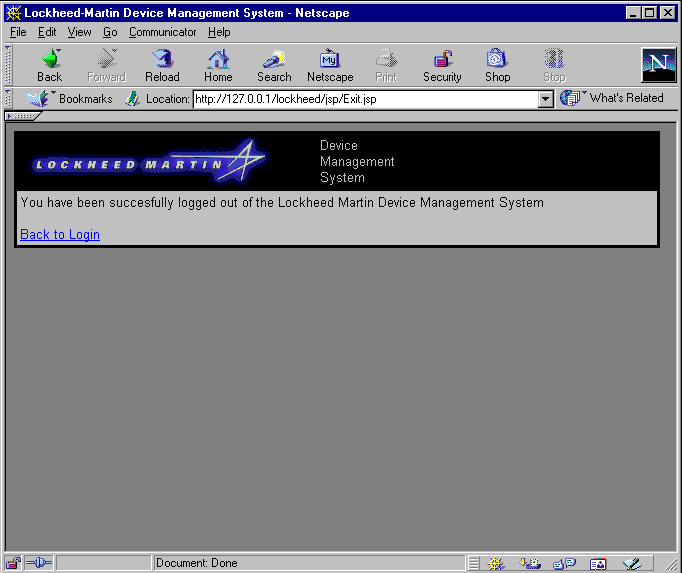 Lockheed-Martin Device Management System - Netscape
File Edit View Go Communicator Help
Back Forward Reload Home Search Netscape Print Security Shop Stop
My
N
Bookmarks Location: http://127.0.0.1/lockheed/jsp/Exit.jsp What's Related
LOCKHEED MARTIN
Device
Management
System
You have been succesfully logged out of the Lockheed Martin Device Management System
Back to Login
Document: Done